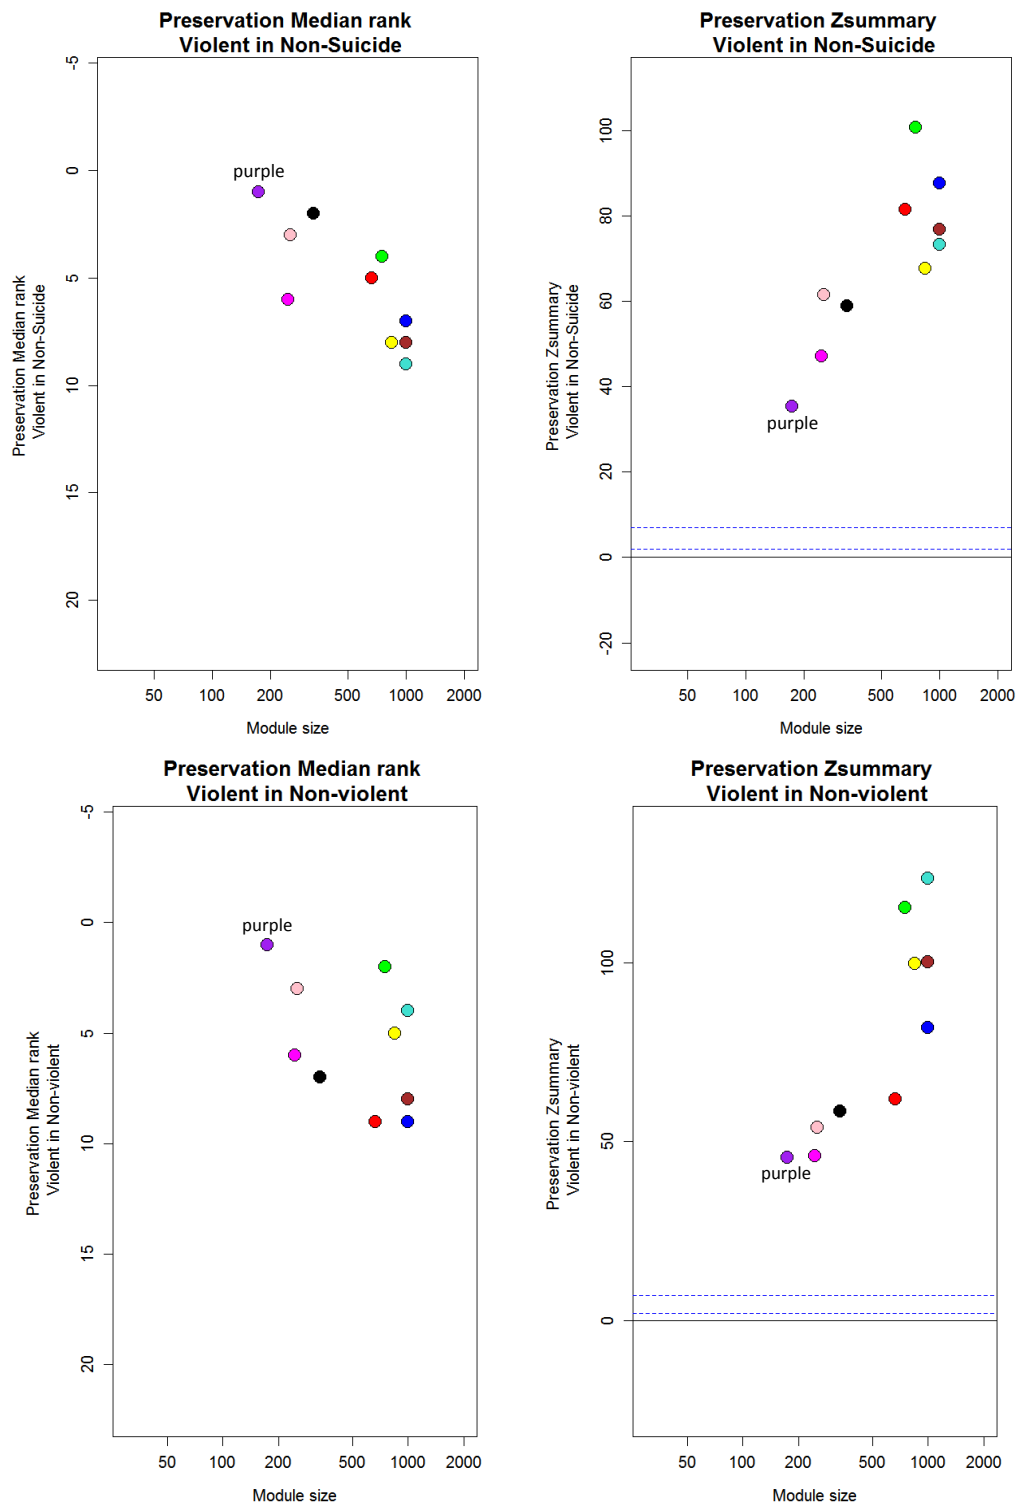 Preservation Median rank
Violent in Non-Suicide
-5
0
5
10
15
20
purple
Preservation Median rank
Violent in Non-Suicide
50 100 200 500 1000 2000
Module size
Preservation Zsummary
Violent in Non-Suicide
100
80
60
40
20
0
-20
purple
Preservation Zsummary
Violent in Non-Suicide
50 100 200 500 1000 2000
Module size
Preservation Median rank
Violent in Non-violent
-5
0
5
10
15
20
purple
Preservation Median rank
Violent in Non-violent
50 100 200 500 1000 2000
Module size
Preservation Zsummary
Violent in Non-violent
100
50
0
purple
Preservation Zsummary
Violent in Non-violent
50 100 200 500 1000 2000
Module size